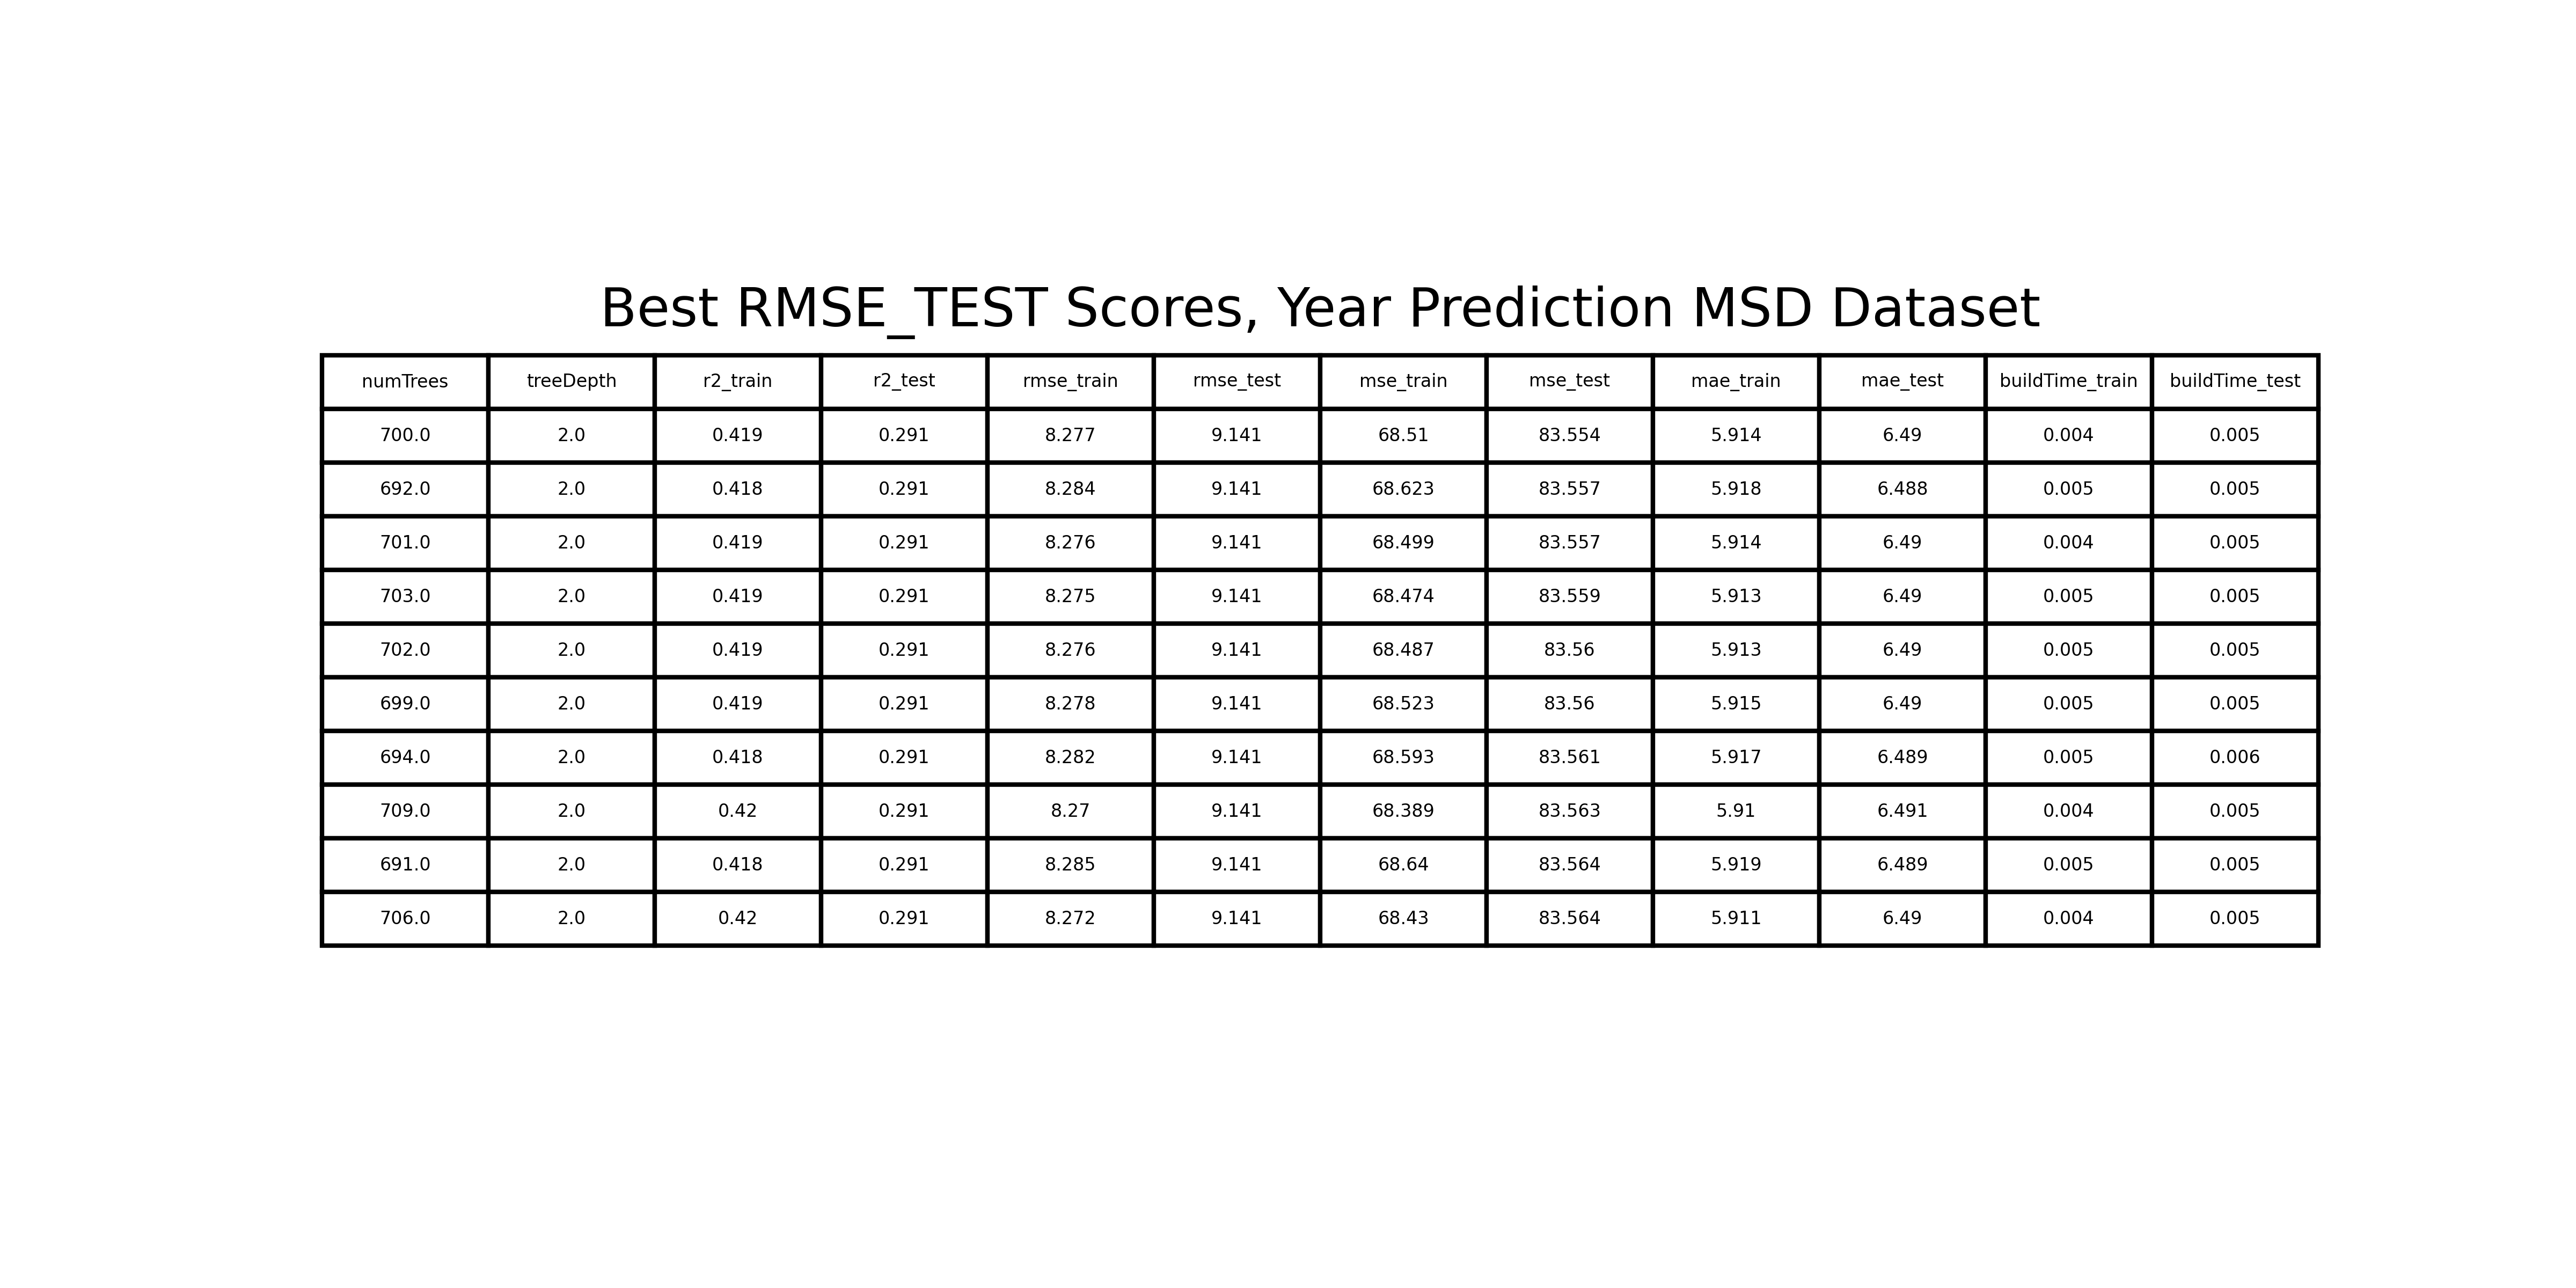 Best RMSE_TEST Scores, Year Prediction MSD Dataset
numTrees treeDepth r2_train r2_test rmse_train rmse_test mse_train mse_test mae_train mae_test buildTime_train buildTime_test
700.0 2.0 0.419 0.291 8.277 9.141 68.51 83.554 5.914 6.49 0.004 0.005
692.0 2.0 0.418 0.291 8.284 9.141 68.623 83.557 5.918 6.488 0.005 0.005
701.0 2.0 0.419 0.291 8.276 9.141 68.499 83.557 5.914 6.49 0.004 0.005
703.0 2.0 0.419 0.291 8.275 9.141 68.474 83.559 5.913 6.49 0.005 0.005
702.0 2.0 0.419 0.291 8.276 9.141 68.487 83.56 5.913 6.49 0.005 0.005
699.0 2.0 0.419 0.291 8.278 9.141 68.523 83.56 5.915 6.49 0.005 0.005
694.0 2.0 0.418 0.291 8.282 9.141 68.593 83.561 5.917 6.489 0.005 0.006
709.0 2.0 0.42 0.291 8.27 9.141 68.389 83.563 5.91 6.491 0.004 0.005
691.0 2.0 0.418 0.291 8.285 9.141 68.64 83.564 5.919 6.489 0.005 0.005
706.0 2.0 0.42 0.291 8.272 9.141 68.43 83.564 5.911 6.49 0.004 0.005